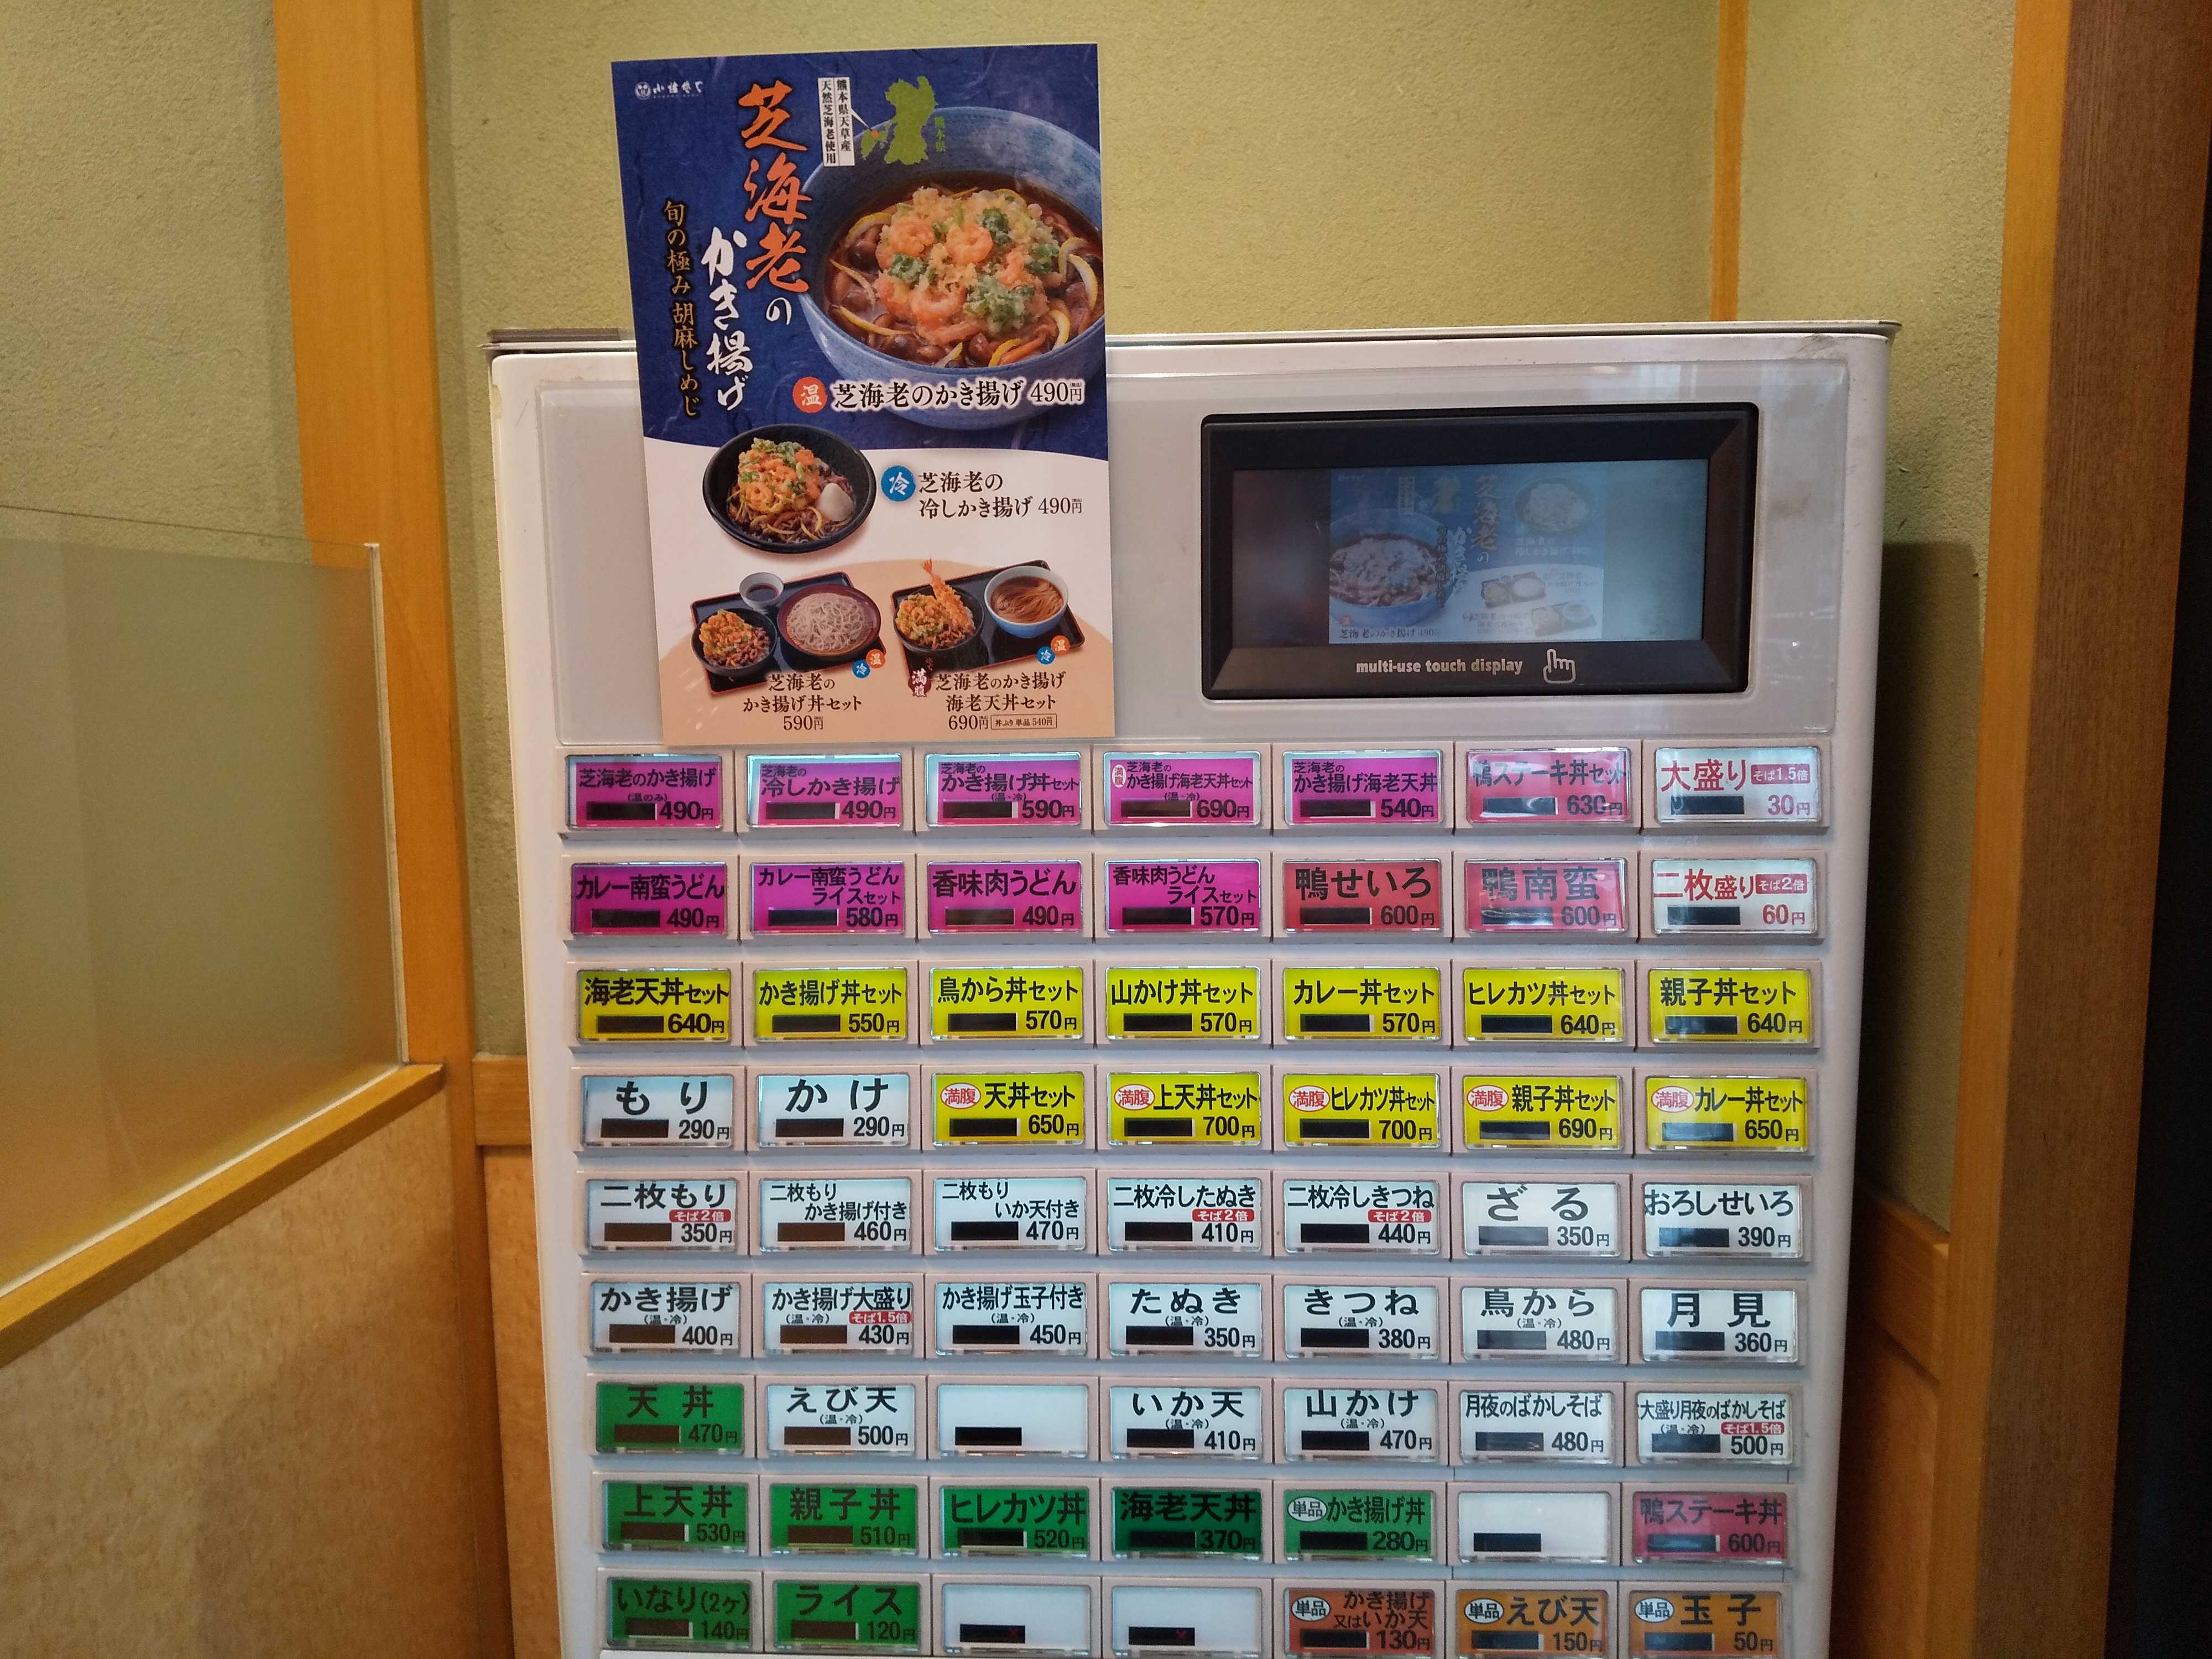 小諸そば
熊本県天草産
天然芝海老使用
熊本県
芝海老の
かき揚げ
旬の極み 胡麻しめじ
温 芝海老のかき揚げ 490円
冷 芝海老の
冷しかき揚げ 490円
冷 温
芝海老の
かき揚げ丼セット
590円
冷 温
満腹 芝海老のかき揚げ
海老天丼セット
690円 丼ぶり単品 540円
multi-use touch display
芝海老のかき揚げ
(温のみ)
490円
芝海老の
冷しかき揚げ
490円
芝海老の
かき揚げ丼セット
(温・冷)
590円
芝海老の
かき揚げ海老天丼セット
(温・冷)
690円
芝海老の
かき揚げ海老天丼
540円
鴨ステーキ丼セット
630円
大盛り そば1.5倍
30円
カレー南蛮うどん
490円
カレー南蛮うどん
ライスセット
580円
香味肉うどん
490円
香味肉うどん
ライスセット
570円
鴨せいろ
600円
鴨南蛮
600円
二枚盛り そば2倍
60円
海老天丼セット
640円
かき揚げ丼セット
550円
鳥から丼セット
570円
山かけ丼セット
570円
カレー丼セット
570円
ヒレカツ丼セット
640円
親子丼セット
640円
もり
290円
かけ
290円
満腹 天丼セット
650円
満腹 上天丼セット
700円
満腹 ヒレカツ丼セット
700円
満腹 親子丼セット
690円
満腹 カレー丼セット
650円
二枚もり
そば2倍
350円
二枚もり
かき揚げ付き
460円
二枚もり
いか天付き
470円
二枚冷したぬき
そば2倍
410円
二枚冷しきつね
そば2倍
440円
ざる
350円
おろしせいろ
390円
かき揚げ
(温・冷)
400円
かき揚げ大盛り
(温・冷) そば1.5倍
430円
かき揚げ玉子付き
(温・冷)
450円
たぬき
(温・冷)
350円
きつね
(温・冷)
380円
鳥から
(温・冷)
480円
月見
360円
天丼
470円
えび天
(温・冷)
500円
いか天
(温・冷)
410円
山かけ
(温・冷)
470円
月夜のばかしそば
480円
大盛り月夜のばかしそば
(温・冷) そば1.5倍
500円
上天丼
530円
親子丼
510円
ヒレカツ丼
520円
海老天丼
370円
単品 かき揚げ丼
280円
鴨ステーキ丼
600円
いなり(2ヶ)
140円
ライス
120円
単品 かき揚げ
又はいか天
130円
単品 えび天
150円
単品 玉子
50円